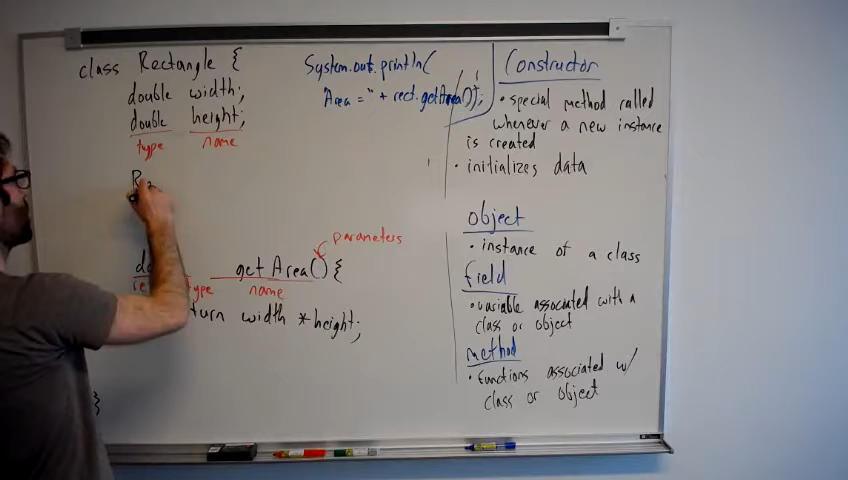 class Rectangle {
double width;
double height;
type name
R
getArea() {
parameters
type name
turn width * height;
}
System.out.println(
"Area = " + rect.getArea());
Constructor
• special method called
whenever a new instance
is created
• initializes data
object
• instance of a class
field
• variable associated with a
class or object
method
• functions associated w/
class or object